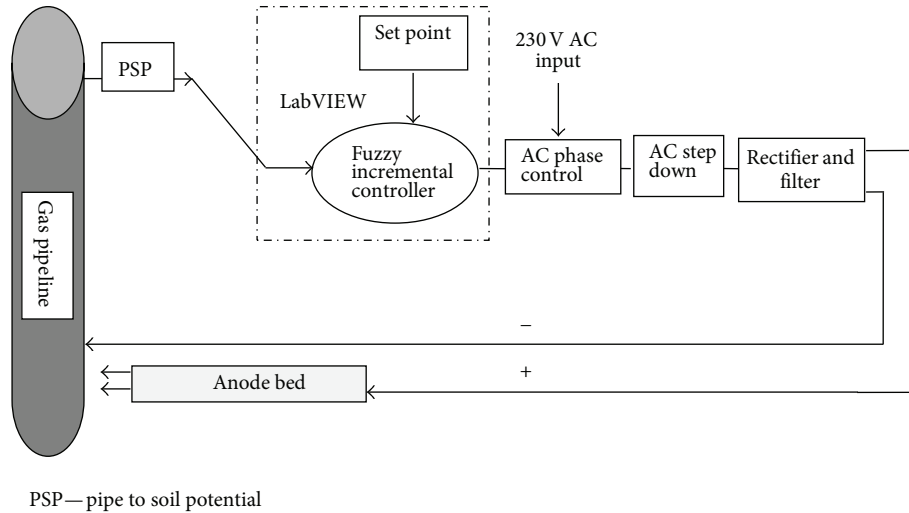 PSP
Set point
LabVIEW
Fuzzy
incremental
controller
230 V AC
input
AC phase
control
AC step
down
Rectifier and
filter
Gas pipeline
−
+
Anode bed
PSP—pipe to soil potential